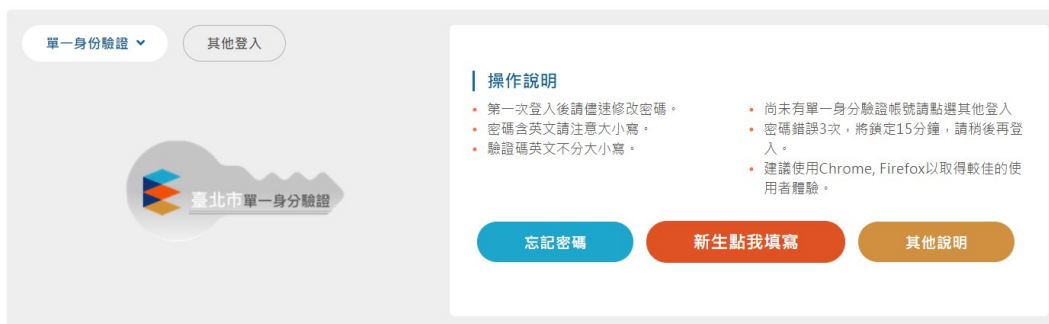 單一身份驗證
其他登入
臺北市單一身分驗證
操作說明
第一次登入後請儘速修改密碼。
密碼含英文請注意大小寫。
驗證碼英文不分大小寫。
尚未有單一身分驗證帳號請點選其他登入
密碼錯誤3次，將鎖定15分鐘，請稍後再登
入。
建議使用Chrome, Firefox以取得較佳的使
用者體驗。
忘記密碼
新生點我填寫
其他說明